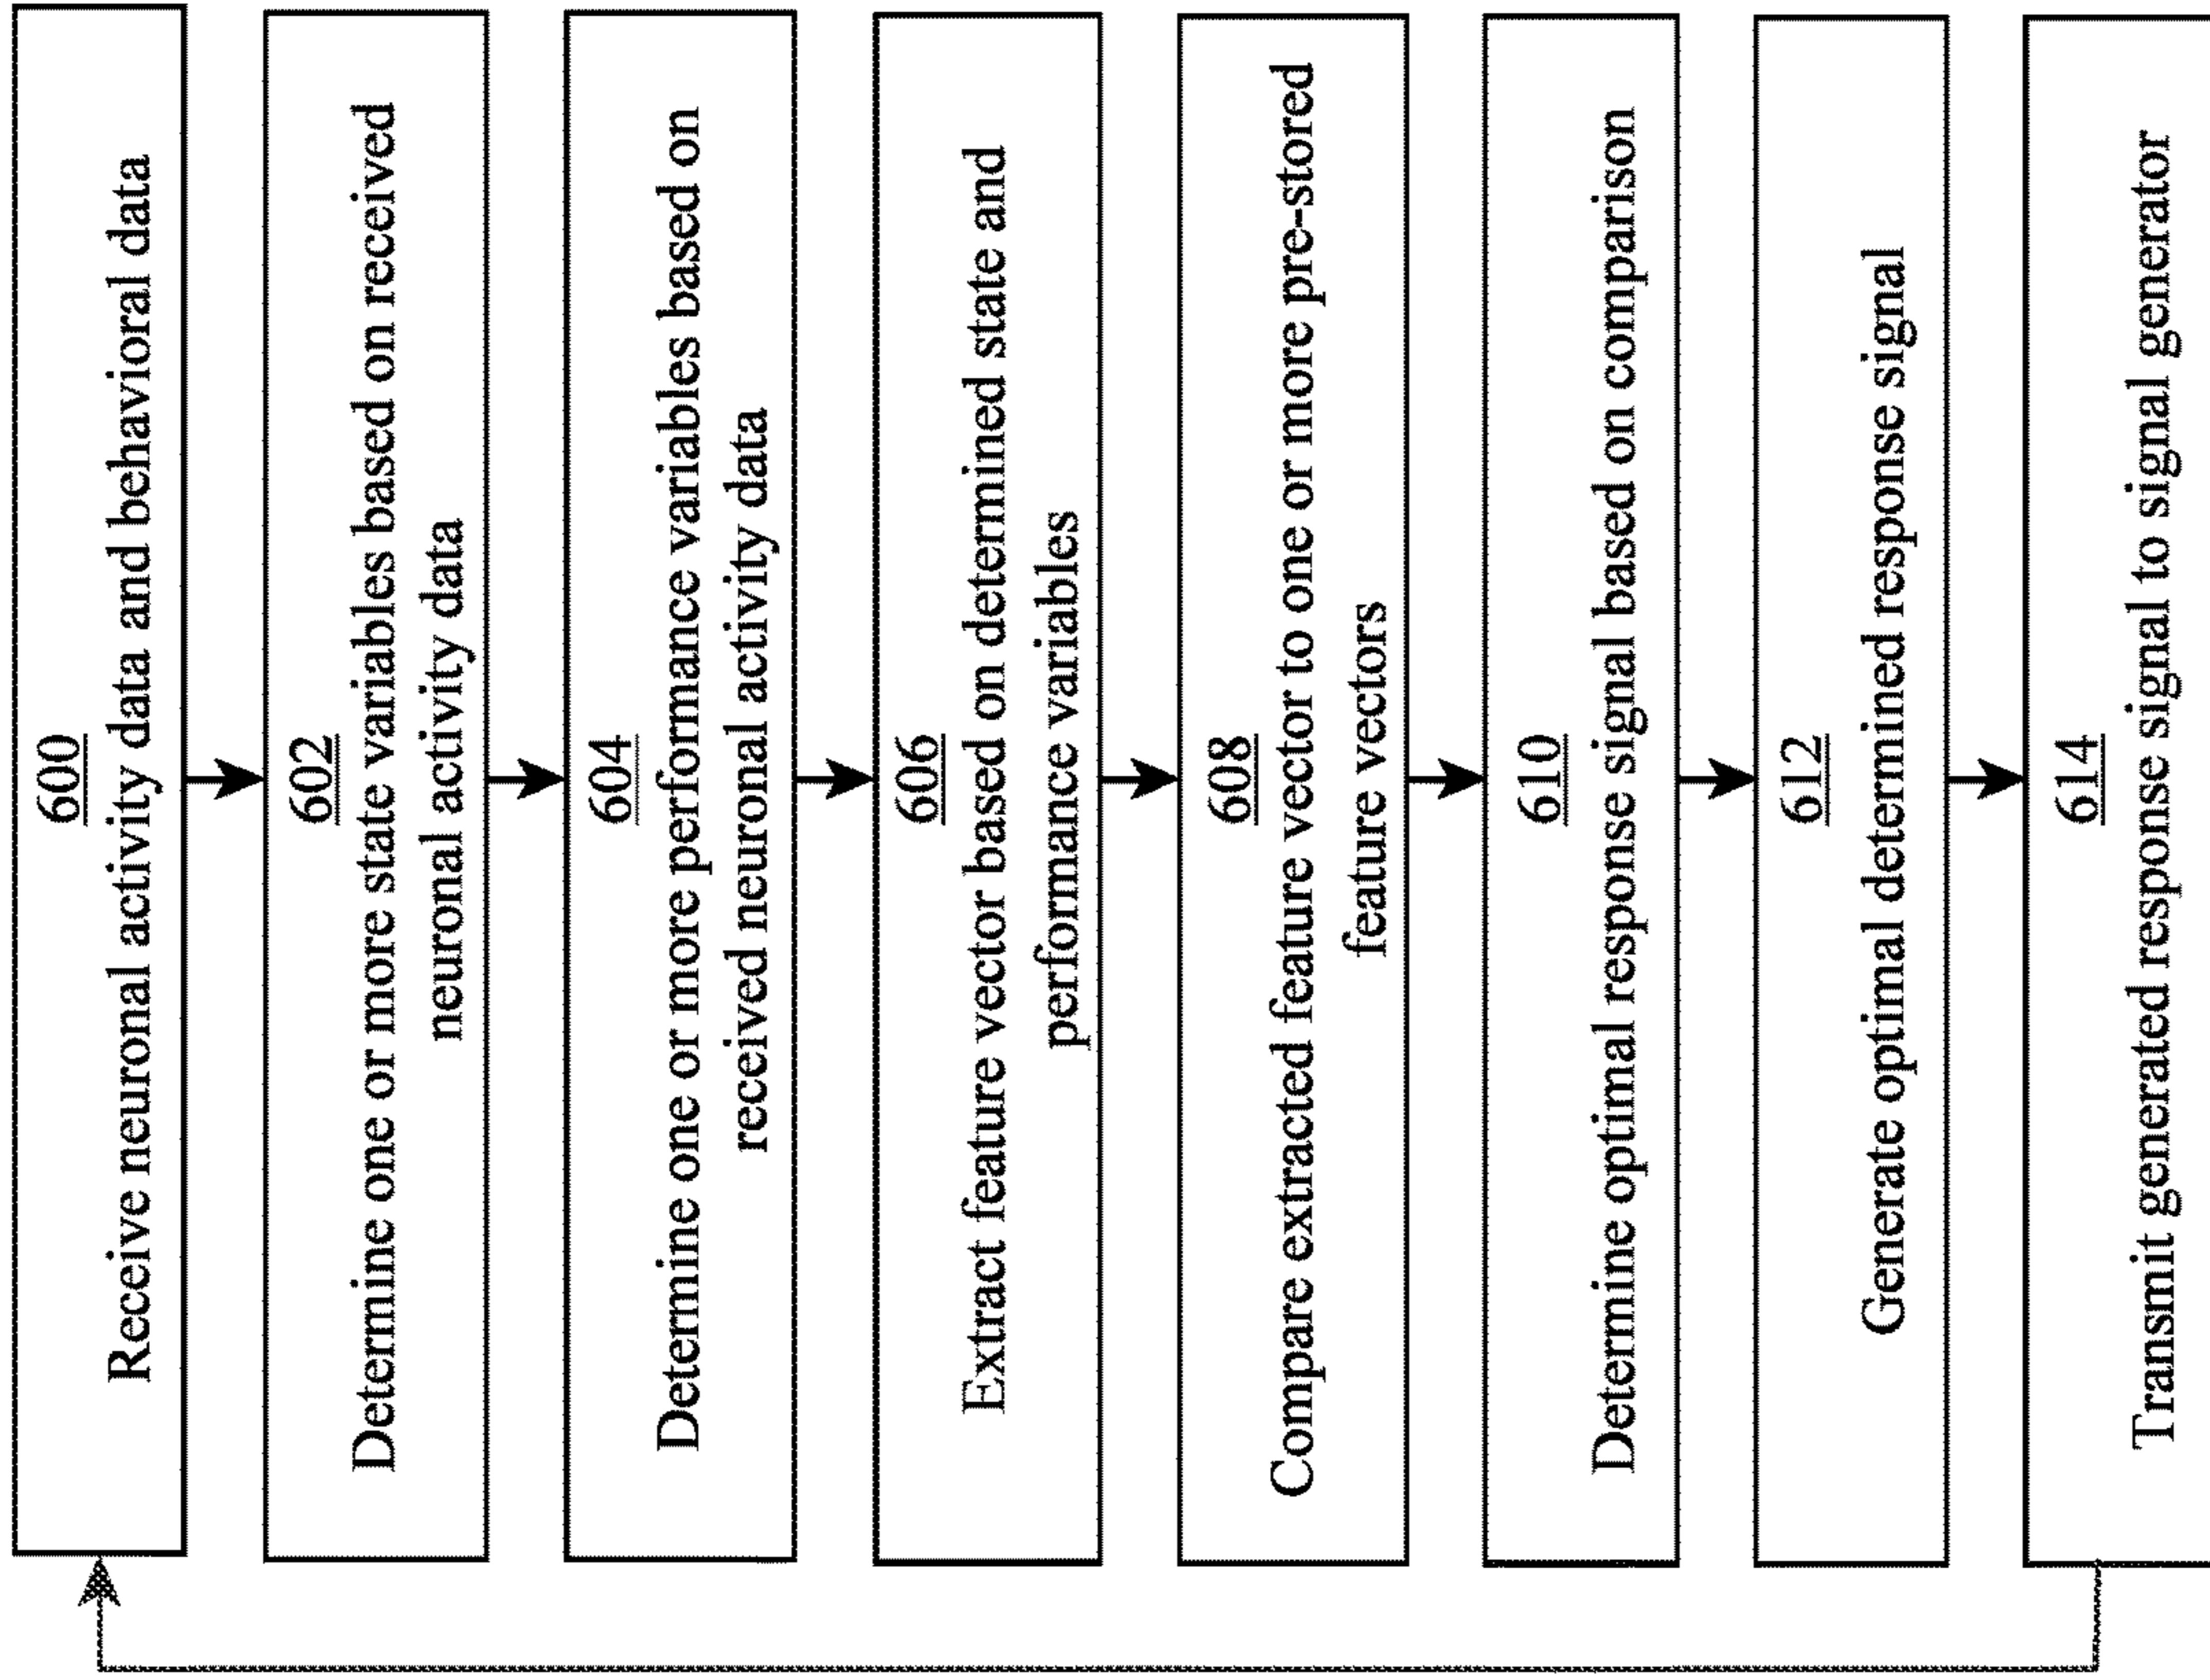 600
Receive neuronal activity data and behavioral data
602
Determine one or more state variables based on received
neuronal activity data
604
Determine one or more performance variables based on
received neuronal activity data
606
Extract feature vector based on determined state and
performance variables
608
Compare extracted feature vector to one or more pre-stored
feature vectors
610
Determine optimal response signal based on comparison
612
Generate optimal determined response signal
614
Transmit generated response signal to signal generator